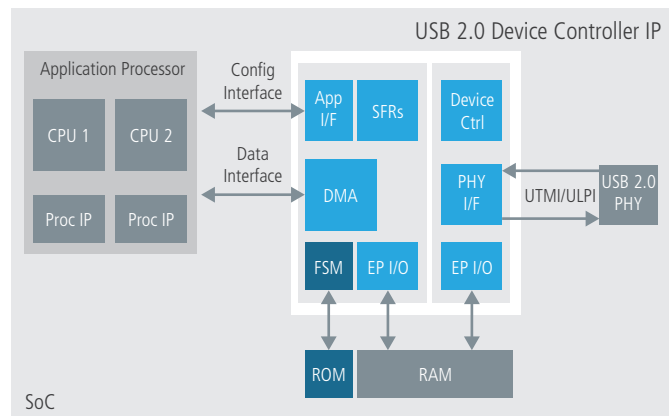 USB 2.0 Device Controller IP
Application Processor
CPU 1
CPU 2
Proc IP
Proc IP
Config
Interface
Data
Interface
App
I/F
SFRs
DMA
FSM
EP I/O
Device
Ctrl
PHY
I/F
EP I/O
UTMI/ULPI
USB 2.0
PHY
ROM
RAM
SoC